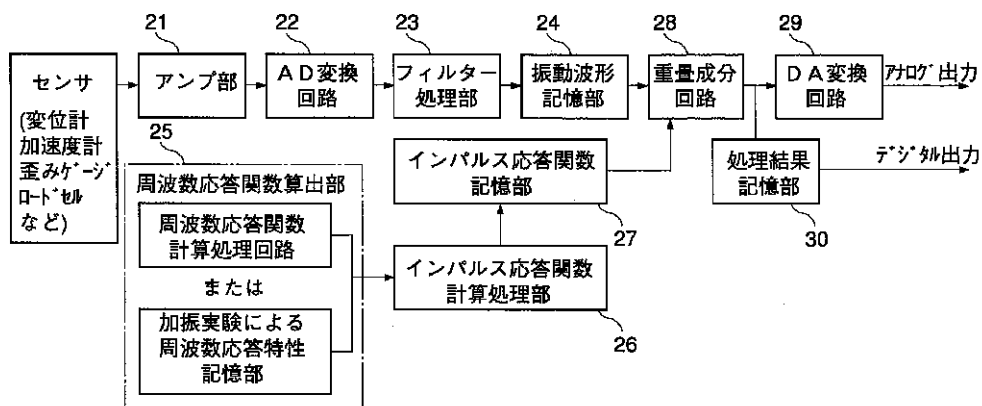 21
22
23
24
28
29
センサ
(変位計
加速度計
歪みゲージ
ロードセル
など)
アンプ部
AD変換
回路
フィルター
処理部
振動波形
記憶部
重畳成分
回路
DA変換
回路
アナログ出力
25
周波数応答関数算出部
周波数応答関数
計算処理回路
または
加振実験による
周波数応答特性
記憶部
インパルス応答関数
記憶部
27
処理結果
記憶部
30
デジタル出力
インパルス応答関数
計算処理部
26